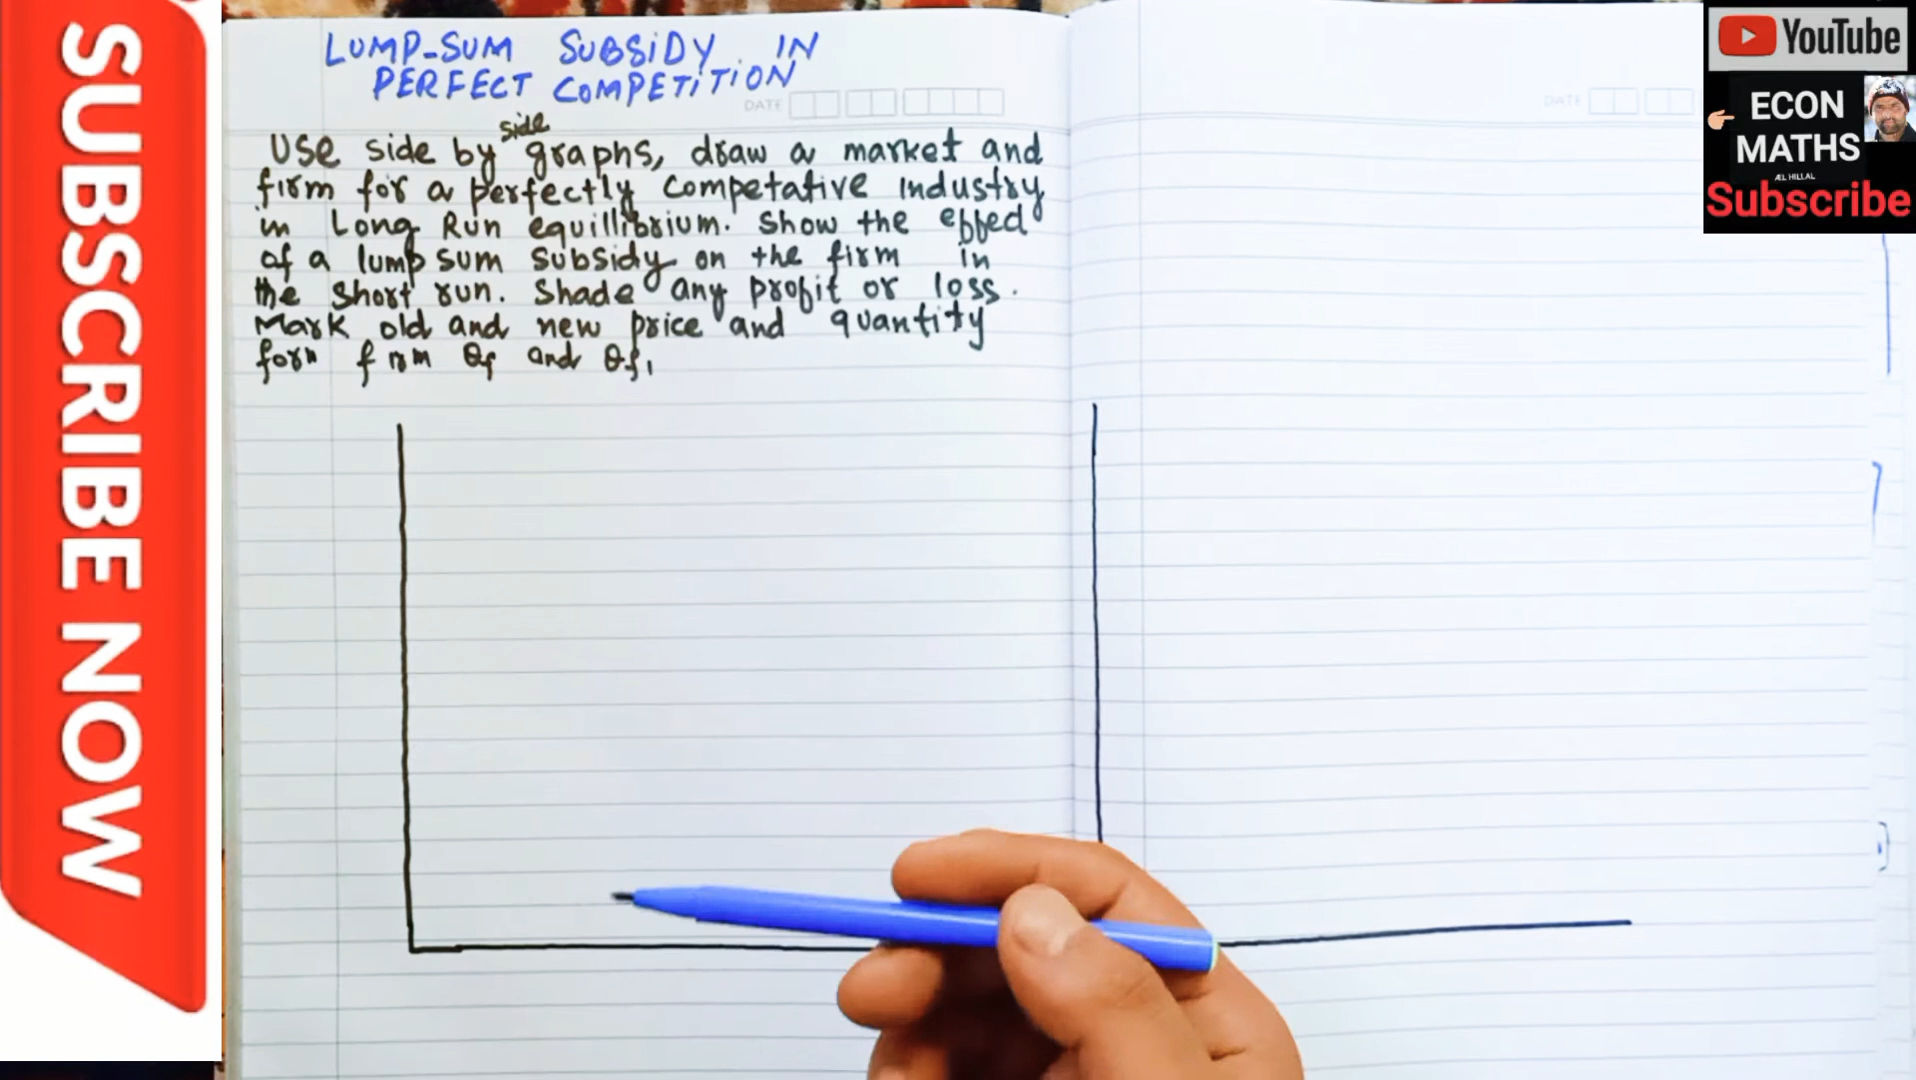 SUBSCRIBE NOW
LUMP-SUM SUBSIDY IN
PERFECT COMPETITION
DATE
DATE
side
Use side by graphs, draw a market and
firm for a perfectly competative industry
in Long Run equillibrium. Show the effect
of a lump sum subsidy on the firm in
the short run. Shade any profit or loss.
Mark old and new price and quantity
form firm Qf and Qf1
YouTube
ECON
MATHS
ÆL HILLAL
Subscribe